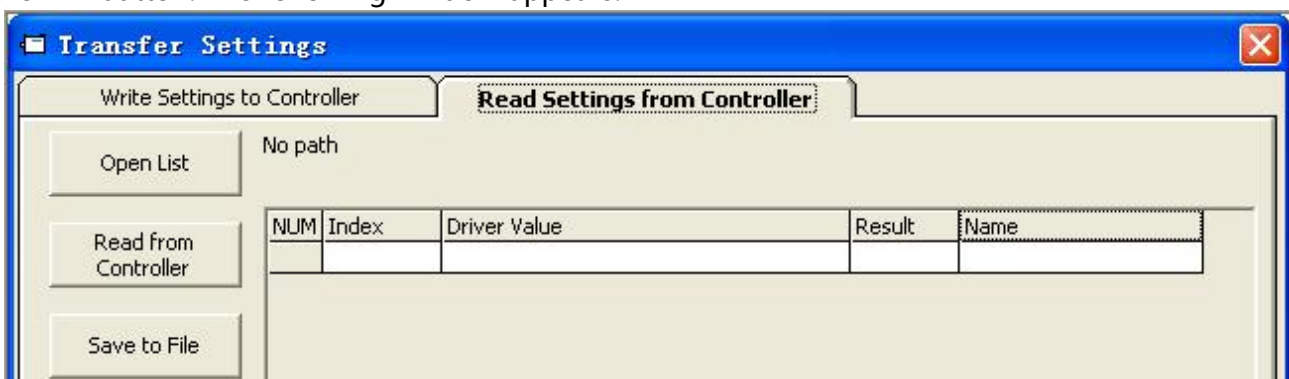 Transfer Settings
Write Settings to Controller
Read Settings from Controller
Open List
No path
Read from
Controller
NUM Index Driver Value Result Name
Save to File